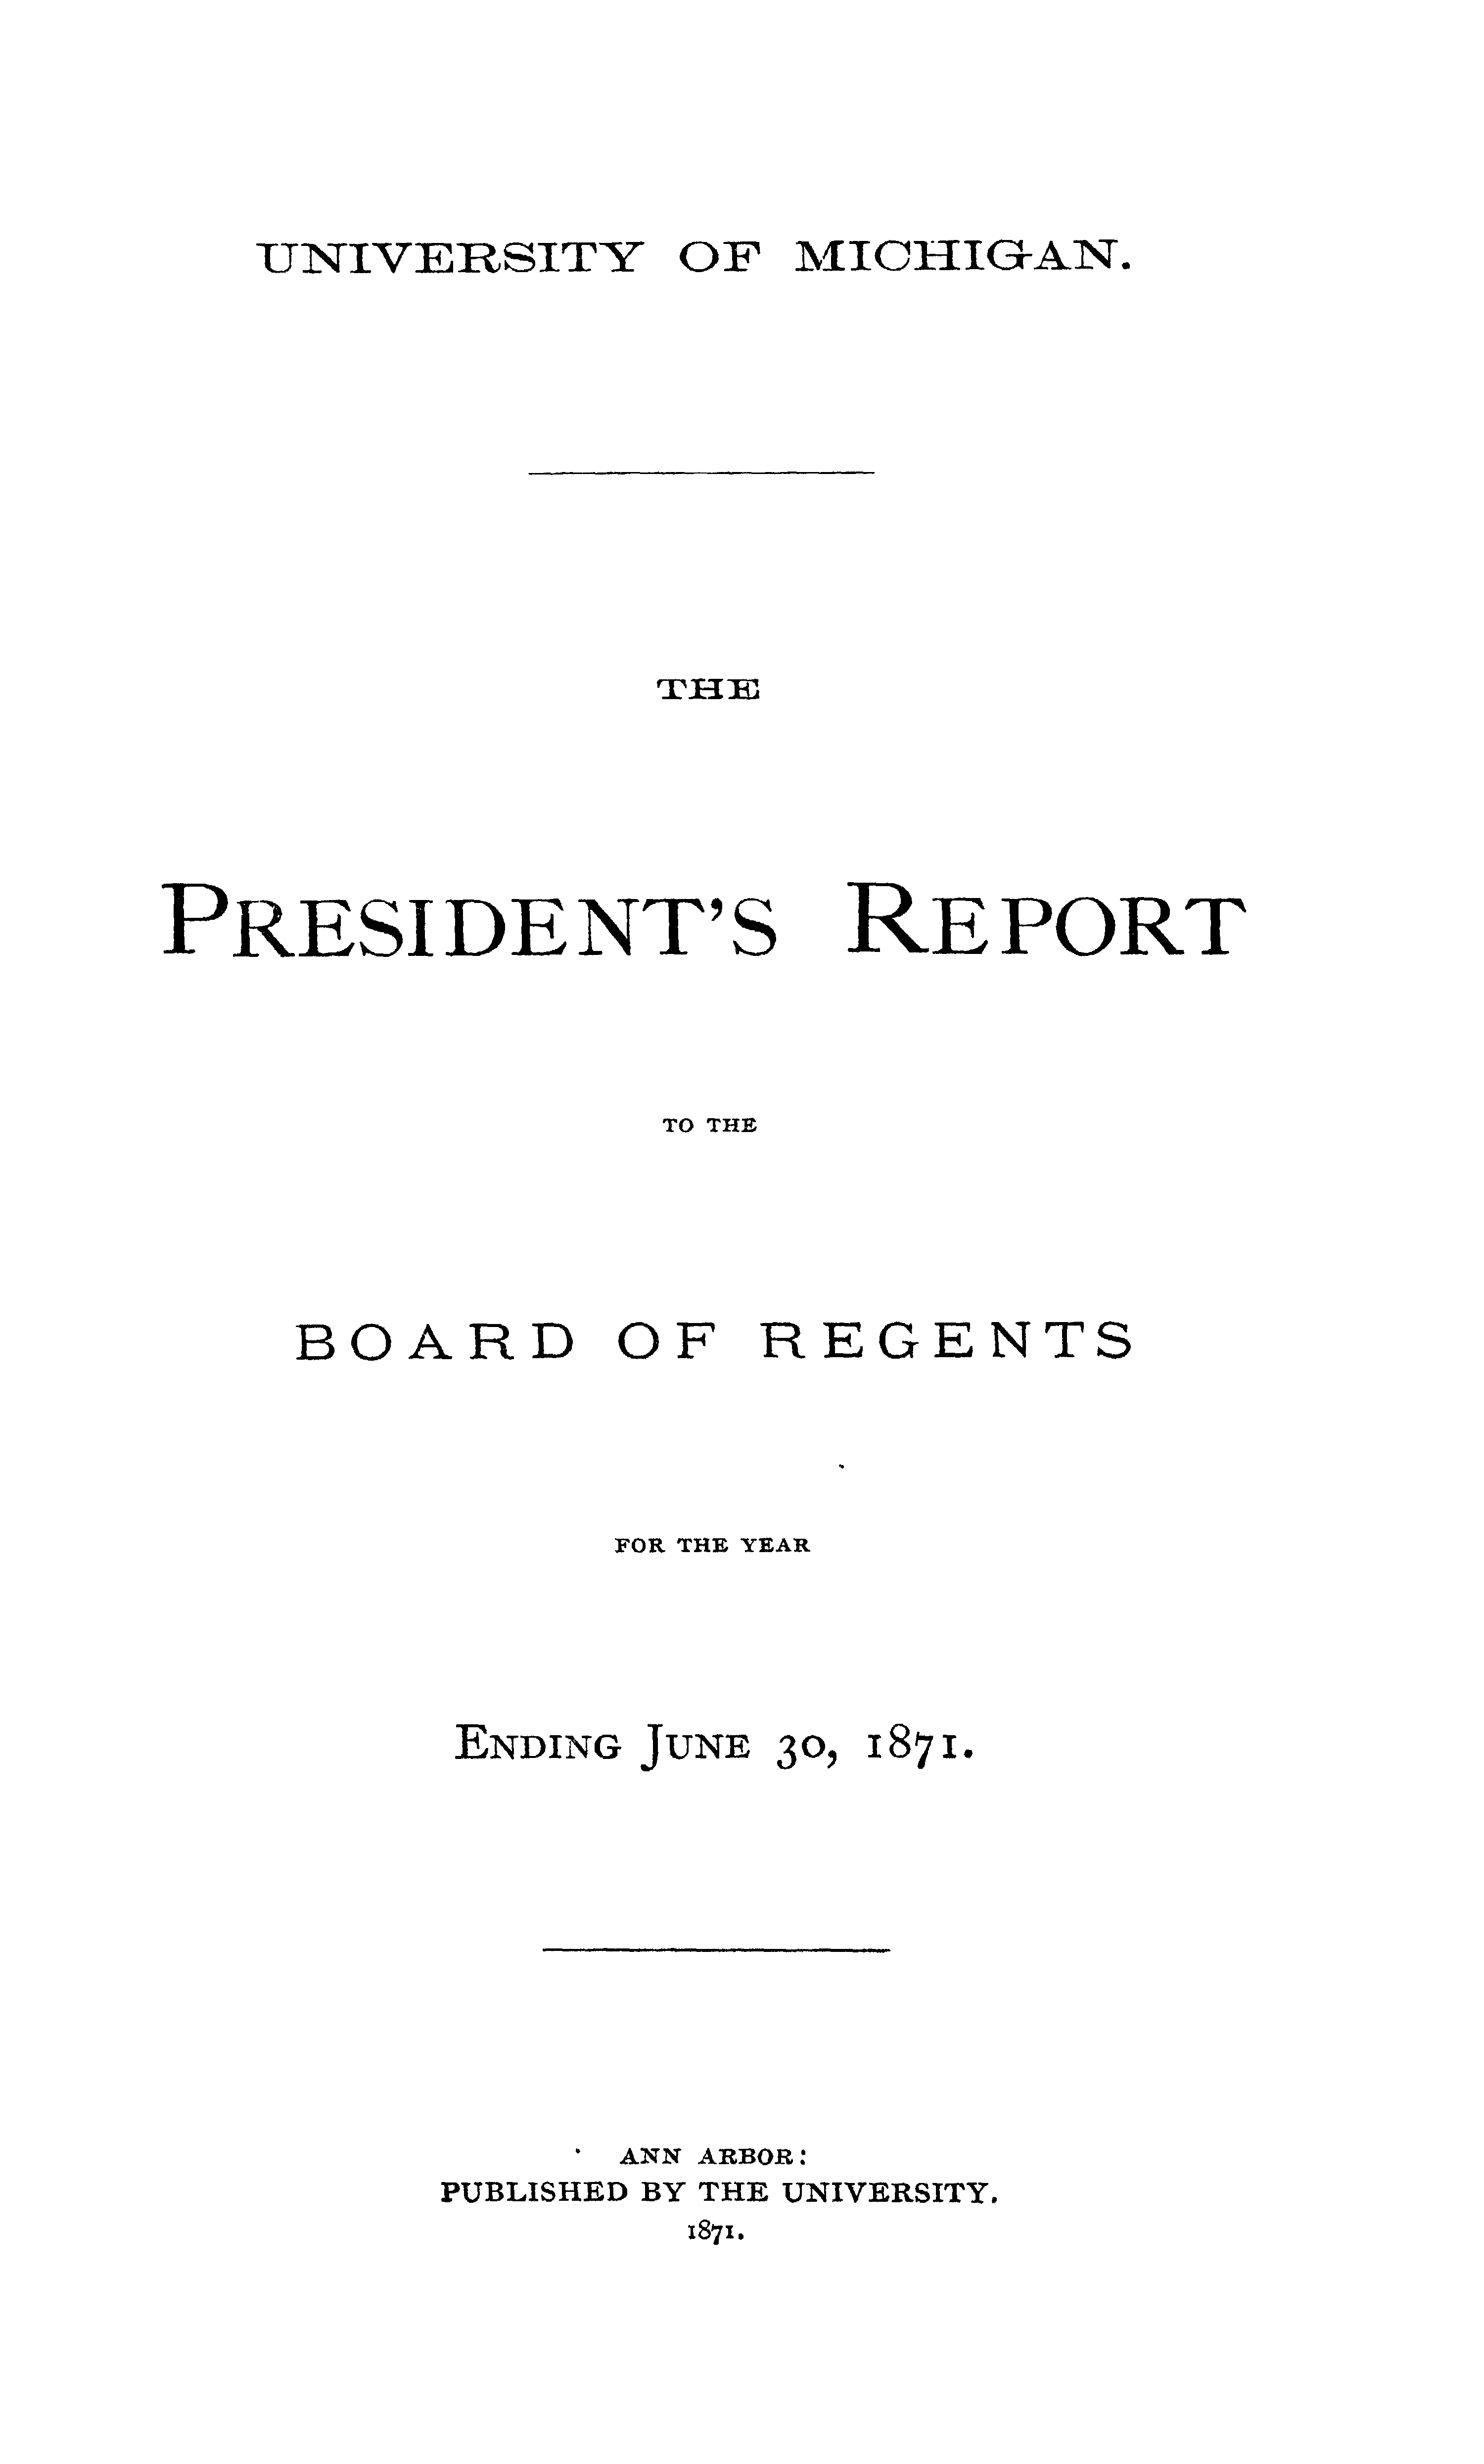 UNIVERSITY OF MICHIGAN.
THE
PRESIDENT'S REPORT
TO THE
BOARD OF REGENTS
FOR THE YEAR
ENDING JUNE 30, 1871.
ANN ARBOR:
PUBLISHED BY THE UNIVERSITY.
1871.